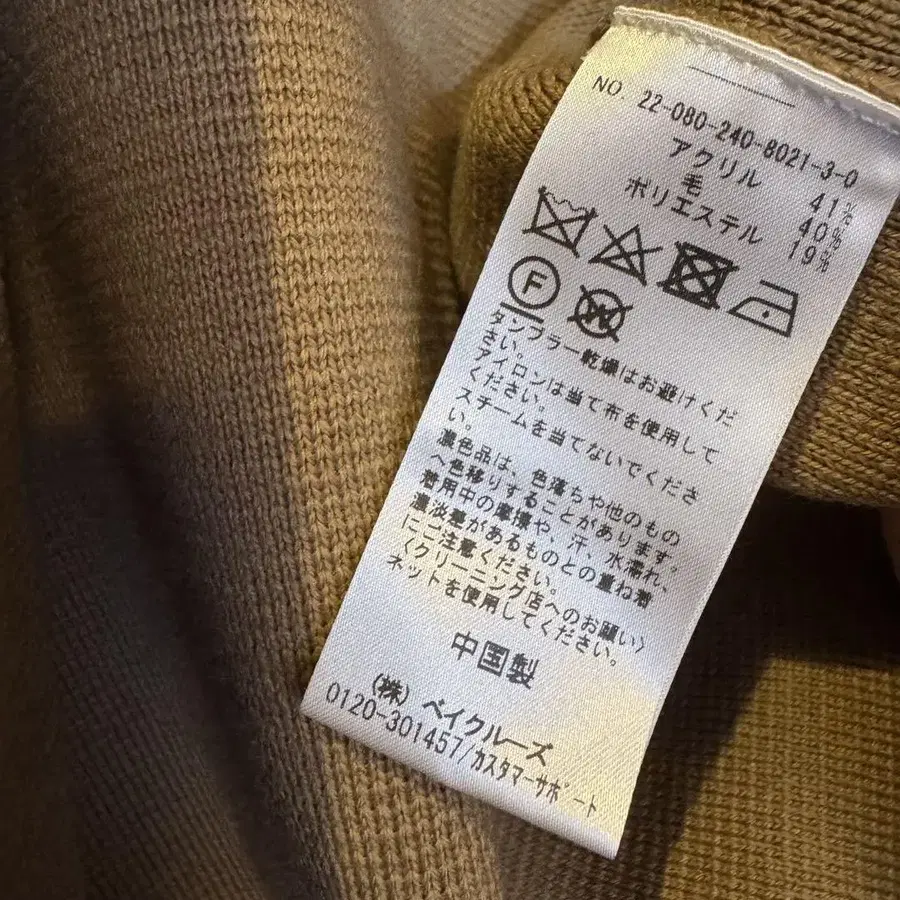 NO. 22-080-240-8021-3-0
アクリル 41%
毛 40%
ポリエステル 19%
F
W
タンブラー乾燥はお避けくだ
さい。
アイロンは当て布を使用して
ください。
スチームを当てないでくださ
い。
濃色品は、色落ちや他のもの
へ色移りすることがあります。
着用中の摩擦や、汗、水濡れ、
濃淡差があるものとの重ね着
にご注意ください。
〈クリーニング店へのお願い〉
ネットを使用してください。
中国製
(株) ベイクルーズ
0120-301457/カスタマーサポート